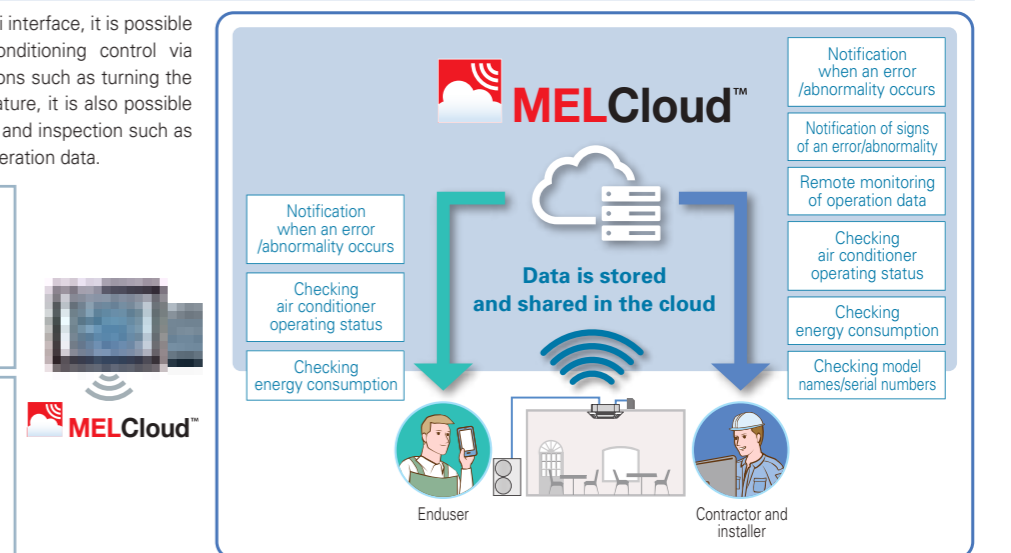 i interface, it is possible
onditioning control via
ons such as turning the
ature, it is also possible
and inspection such as
eration data.
MELCloud™
MELCloud™
Notification
when an error
/abnormality occurs
Checking
air conditioner
operating status
Checking
energy consumption
Data is stored
and shared in the cloud
Notification
when an error
/abnormality occurs
Notification of signs
of an error/abnormality
Remote monitoring
of operation data
Checking
air conditioner
operating status
Checking
energy consumption
Checking model
names/serial numbers
Enduser
Contractor and
installer